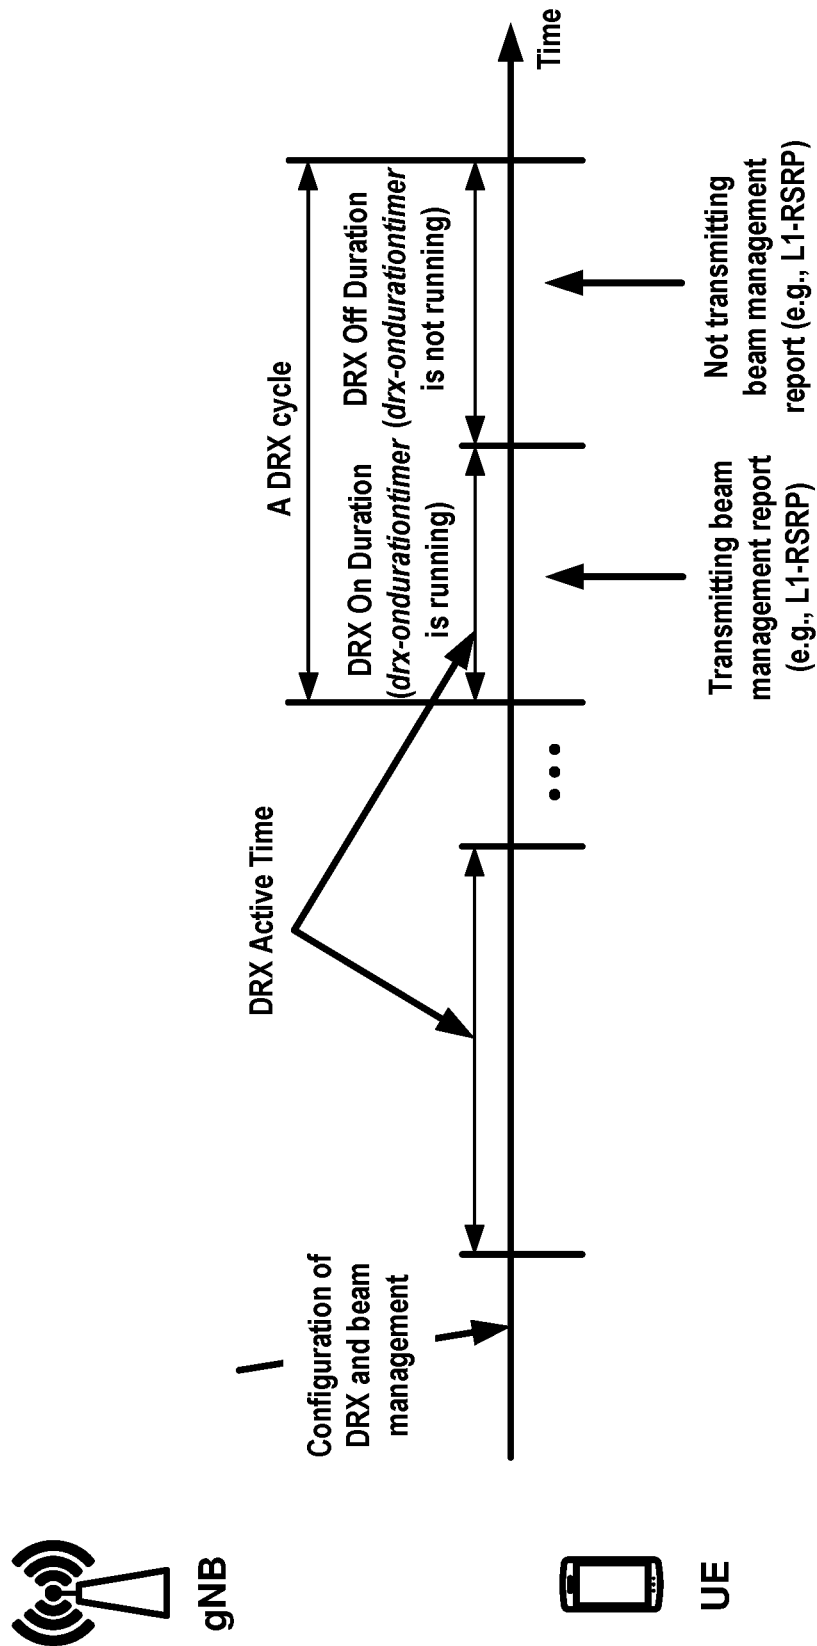 gNB
UE
Configuration of
DRX and beam
management
DRX Active Time
A DRX cycle
DRX On Duration
(drx-ondurationtimer
is running)
DRX Off Duration
(drx-ondurationtimer
is not running)
Time
Transmitting beam
management report
(e.g., L1-RSRP)
Not transmitting
beam management
report (e.g., L1-RSRP)